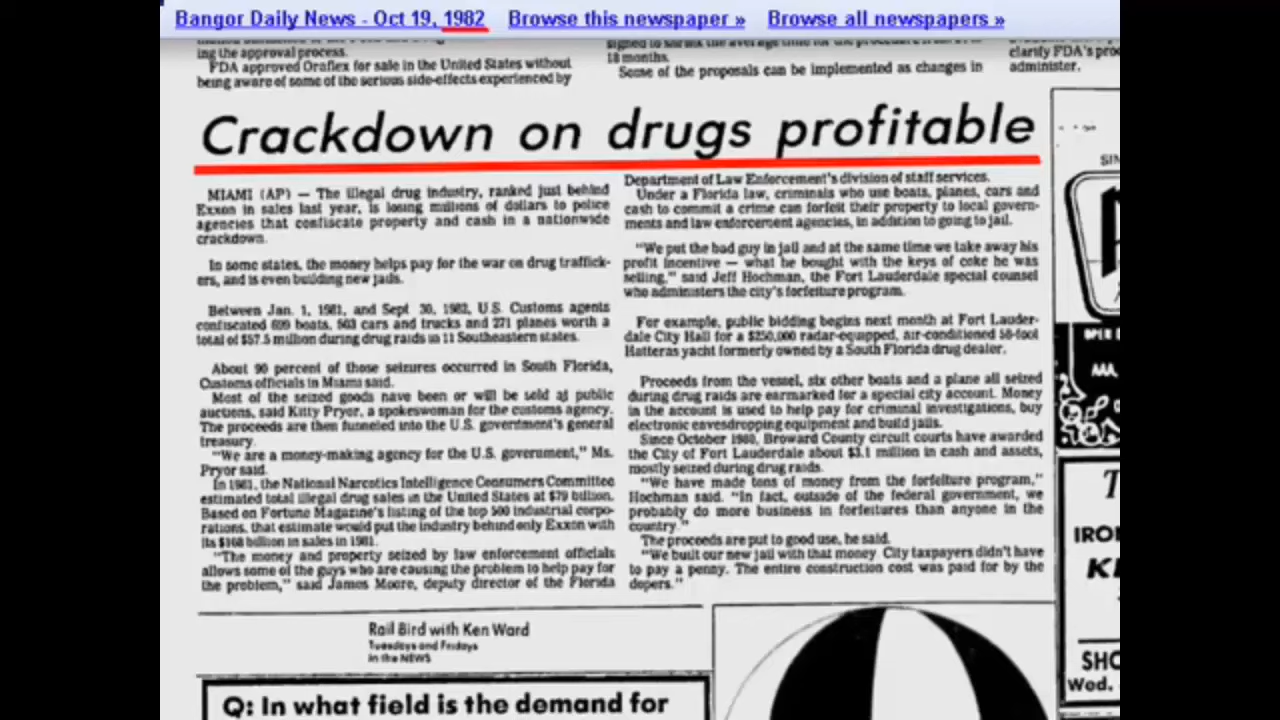 Bangor Daily News - Oct 19, 1982 Browse this newspaper » Browse all newspapers »
ing the approval process.
FDA approved Oraflex for sale in the United States without
being aware of some of the serious side-effects experienced by
18 months.
Some of the proposals can be implemented as changes in
clarify FDA's
administer.
Crackdown on drugs profitable
MIAMI (AP) — The illegal drug industry, ranked just behind
Exxon in sales last year, is losing millions of dollars to police
agencies that confiscate property and cash in a nationwide
crackdown.
In some states, the money helps pay for the war on drug traffick-
ers, and is even building new jails.
Between Jan. 1, 1981, and Sept. 30, 1982, U.S. Customs agents
confiscated 699 boats, 503 cars and trucks and 271 planes worth a
total of $57.5 million during drug raids in 11 Southeastern states.
About 90 percent of those seizures occurred in South Florida,
Customs officials in Miami said.
Most of the seized goods have been or will be sold at public
auctions, said Kitty Pryor, a spokeswoman for the customs agency.
The proceeds are then funneled into the U.S. government's general
treasury.
"We are a money-making agency for the U.S. government," Ms.
Pryor said.
In 1981, the National Narcotics Intelligence Consumers Committee
estimated total illegal drug sales in the United States at $79 billion.
Based on Fortune Magazine's listing of the top 500 industrial corpo-
rations, that estimate would put the industry behind only Exxon with
its $108 billion in sales in 1981.
"The money and property seized by law enforcement officials
allows some of the guys who are causing the problem to help pay for
the problem," said James Moore, deputy director of the Florida
Department of Law Enforcement's division of staff services.
Under a Florida law, criminals who use boats, planes, cars and
cash to commit a crime can forfeit their property to local govern-
ments and law enforcement agencies, in addition to going to jail.
"We put the bad guy in jail and at the same time we take away his
profit incentive — what he bought with the keys of coke he was
selling," said Jeff Hochman, the Fort Lauderdale special counsel
who administers the city's forfeiture program.
For example, public bidding begins next month at Fort Lauder-
dale City Hall for a $250,000 radar-equipped, air-conditioned 58-foot
Hatteras yacht formerly owned by a South Florida drug dealer.
Proceeds from the vessel, six other boats and a plane all seized
during drug raids are earmarked for a special city account. Money
in the account is used to help pay for criminal investigations, buy
electronic eavesdropping equipment and build jails.
Since October 1980, Broward County circuit courts have awarded
the City of Fort Lauderdale about $3.1 million in cash and assets,
mostly seized during drug raids.
"We have made tons of money from the forfeiture program,"
Hochman said. "In fact, outside of the federal government, we
probably do more business in forfeitures than anyone in the
country."
The proceeds are put to good use, he said.
"We built our new jail with that money. City taxpayers didn't have
to pay a penny. The entire construction cost was paid for by the
dopers."
Rail Bird with Ken Ward
Tuesdays and Fridays
in the NEWS
Q: In what field is the demand for
SIN
OPEN
AAA,
T
IRO
K
SHO
Wed.